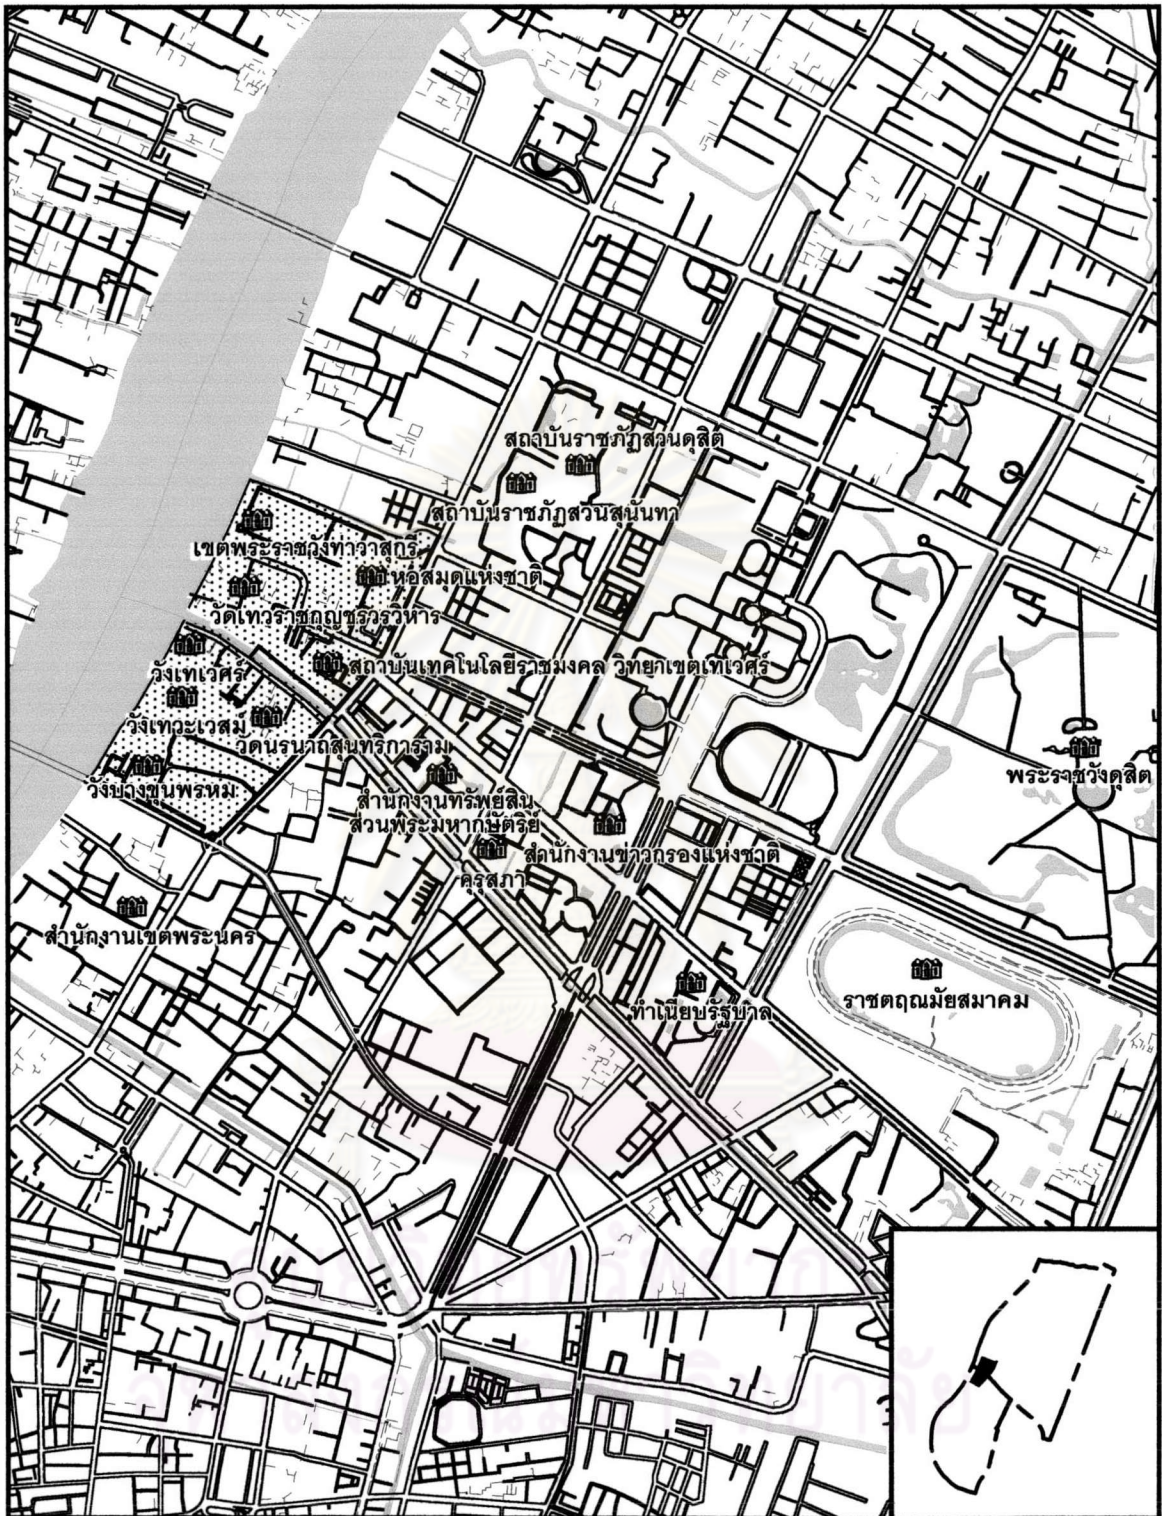 สถาบันราชภัฏสวนดุสิต
สถาบันราชภัฏสวนสุนันทา
เขตพระราชวังท่าวาสุกรี
หอสมุดแห่งชาติ
วัดเทวราชกุญชรวรวิหาร
สถาบันเทคโนโลยีราชมงคล วิทยาเขตเทเวศร์
วังเทเวศร์
วังเทวะเวสม์
วัดนรนาถสุนทริการาม
วังบางขุนพรหม
พระราชวังดุสิต
สำนักงานทรัพย์สิน
ส่วนพระมหากษัตริย์
สำนักงานข่าวกรองแห่งชาติ
คุรุสภา
สำนักงานเขตพระนคร
ราชตฤณมัยสมาคม
ทำเนียบรัฐบาล